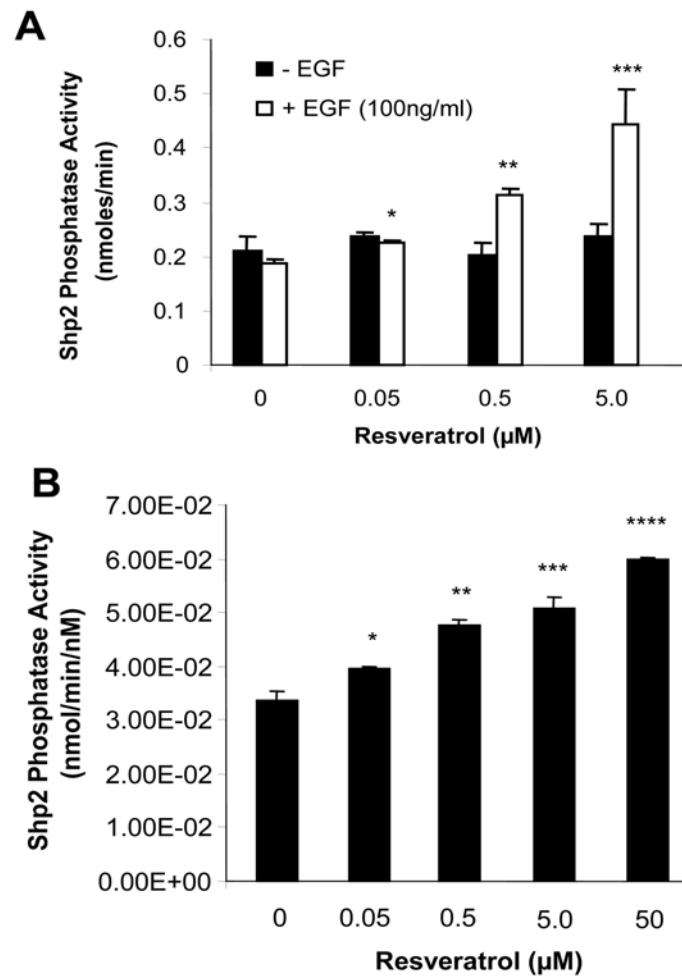 A
Shp2 Phosphatase Activity
(nmoles/min)
0.6
0.5
0.4
0.3
0.2
0.1
0
- EGF
+ EGF (100ng/ml)
*
**
***
0 0.05 0.5 5.0
Resveratrol (µM)
B
Shp2 Phosphatase Activity
(nmol/min/nM)
7.00E-02
6.00E-02
5.00E-02
4.00E-02
3.00E-02
2.00E-02
1.00E-02
0.00E+00
*
**
***
****
0 0.05 0.5 5.0 50
Resveratrol (µM)